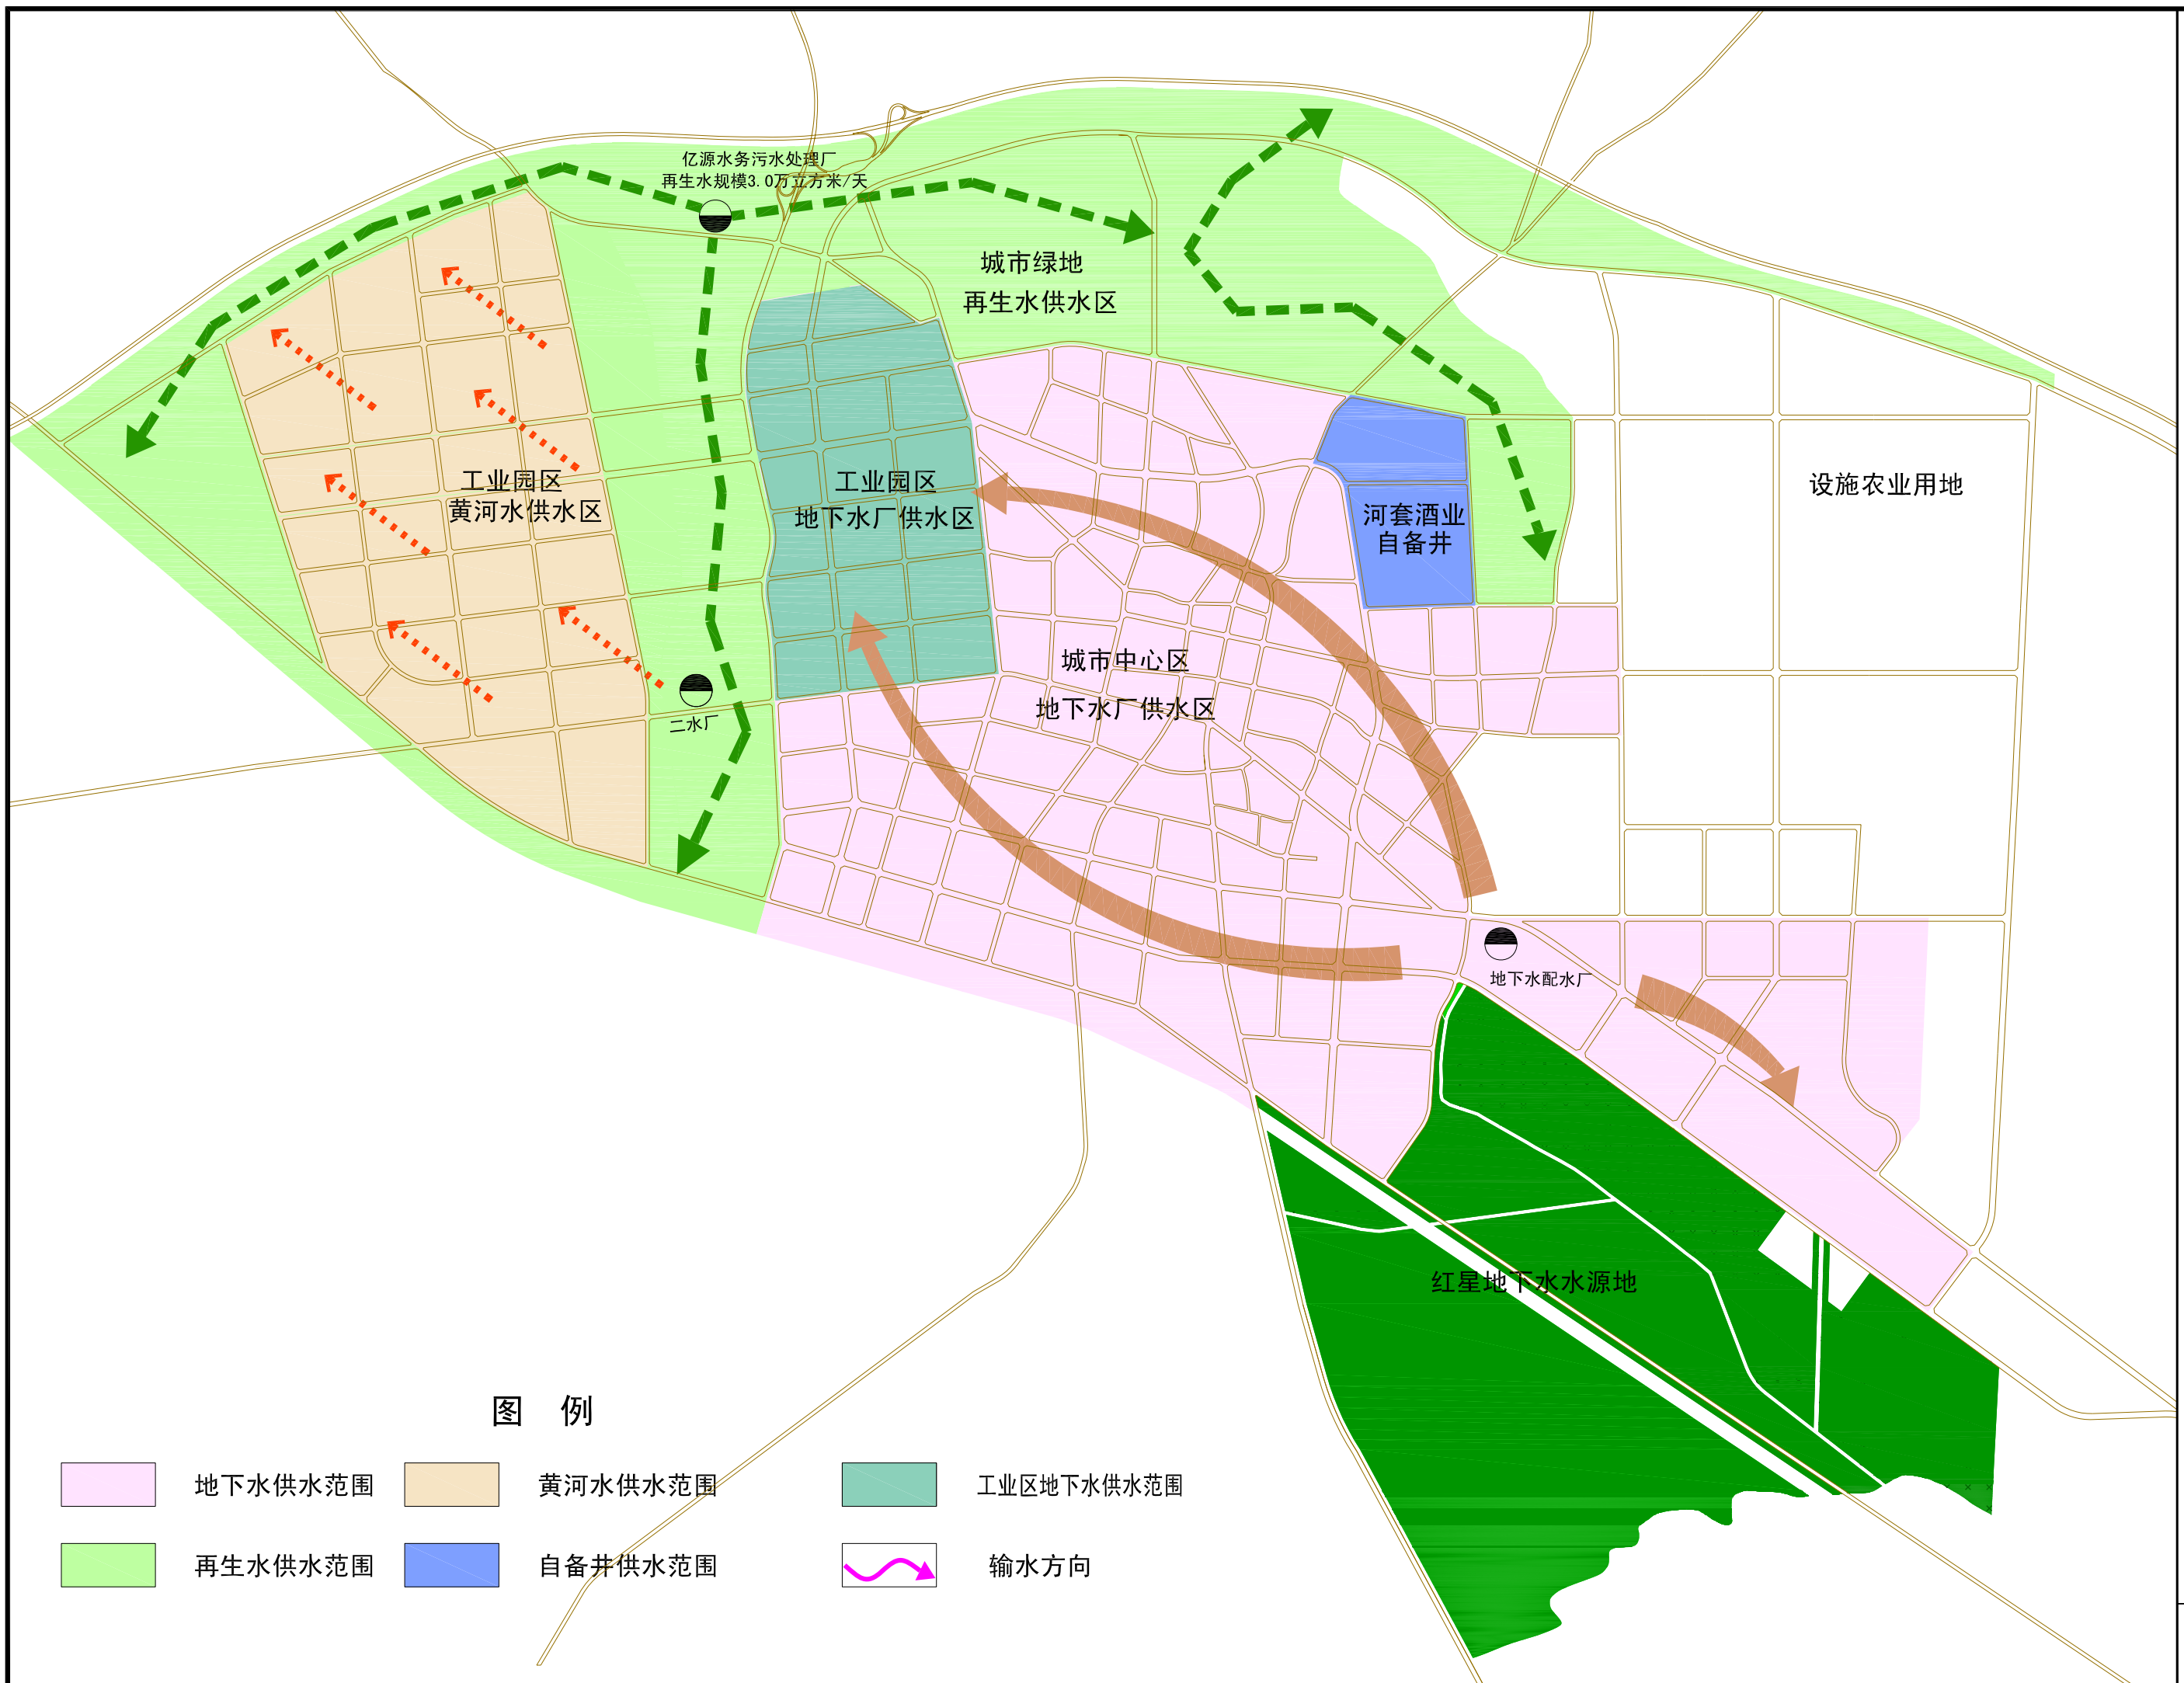 亿源水务污水处理厂
再生水规模3.0万立方米/天
城市绿地
再生水供水区
工业园区
黄河水供水区
工业园区
地下水厂供水区
河套酒业
自备井
设施农业用地
城市中心区
地下水厂供水区
二水厂
地下水配水厂
红星地下水水源地
图 例
地下水供水范围
黄河水供水范围
工业区地下水供水范围
再生水供水范围
自备井供水范围
输水方向